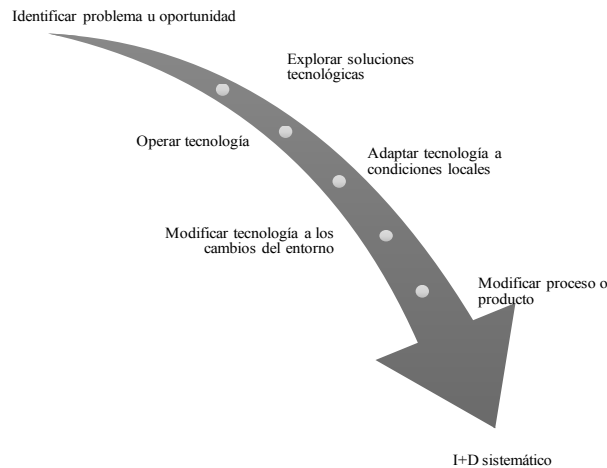 Identificar problema u oportunidad
Explorar soluciones
tecnológicas
Operar tecnología
Adaptar tecnología a
condiciones locales
Modificar tecnología a los
cambios del entorno
Modificar proceso o
producto
I+D sistemático